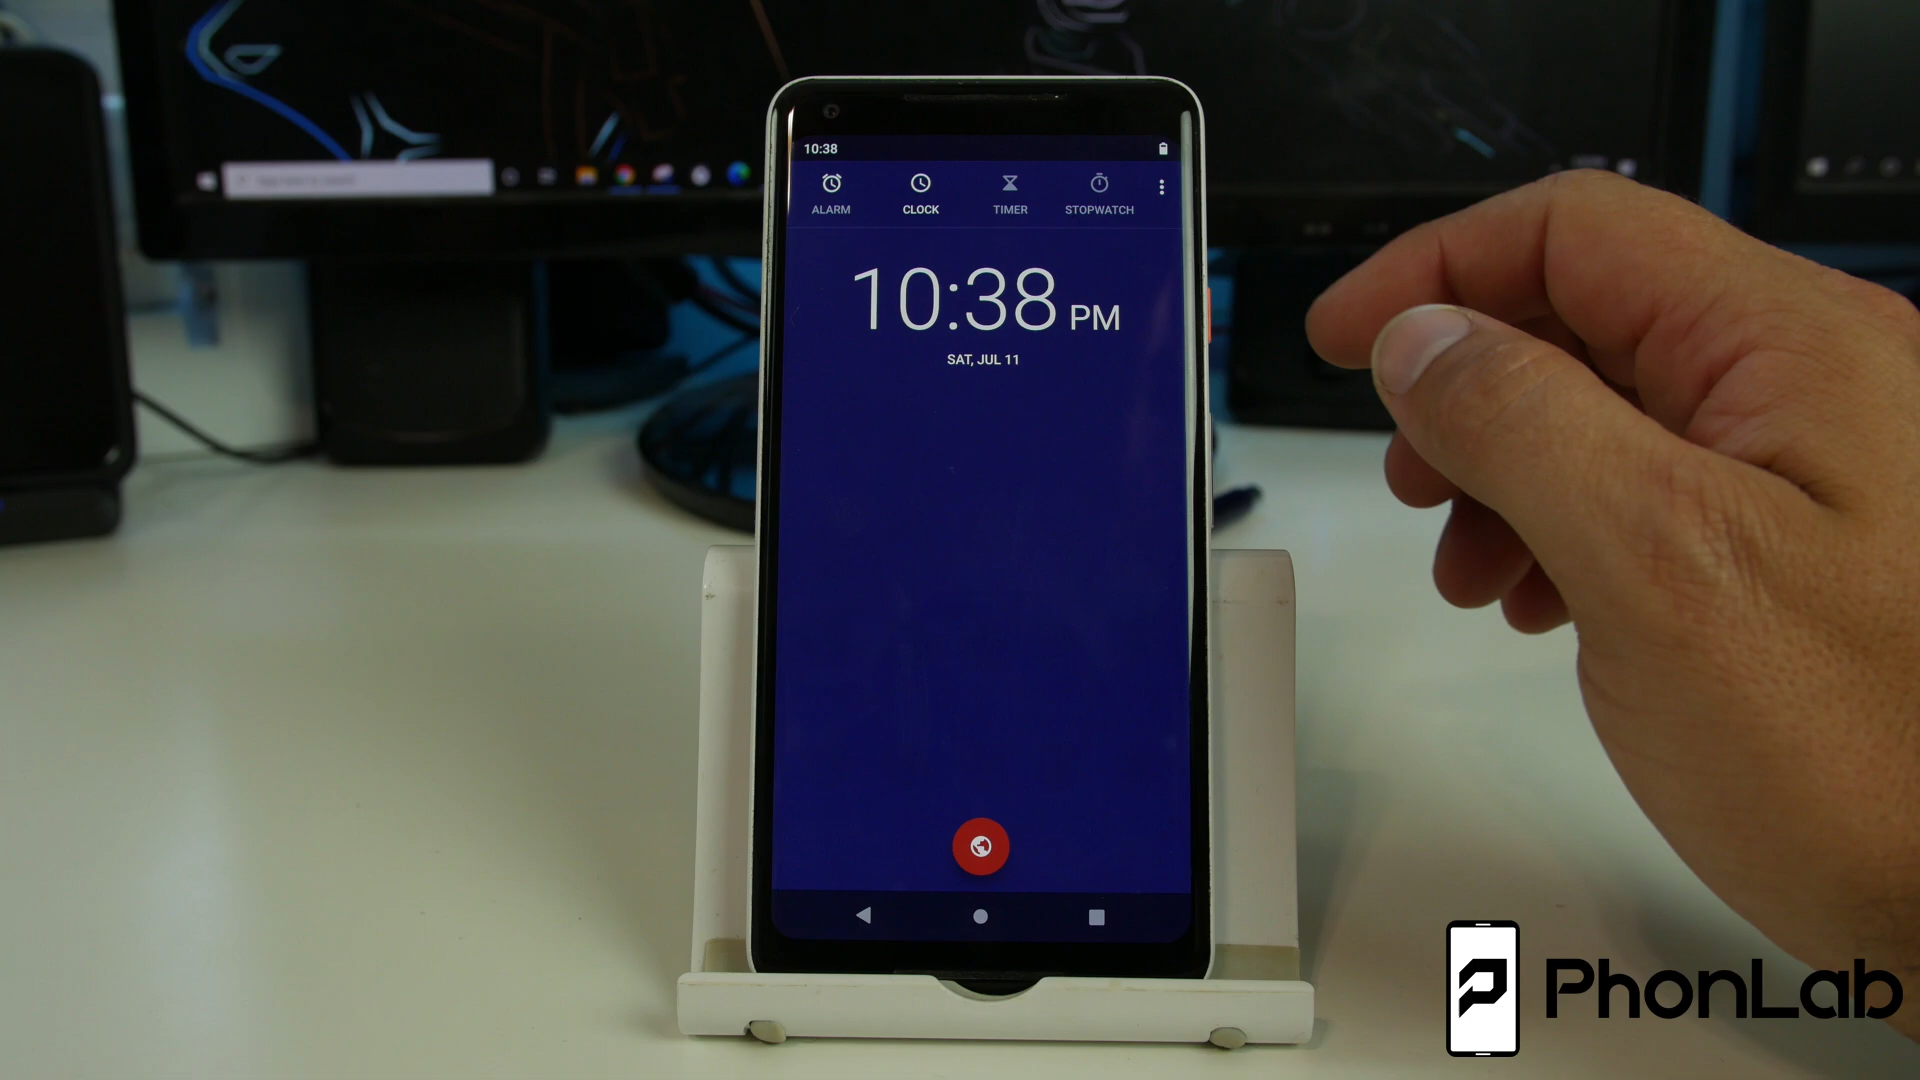 10:38
ALARM CLOCK TIMER STOPWATCH
10:38 PM
SAT, JUL 11
PhonLab